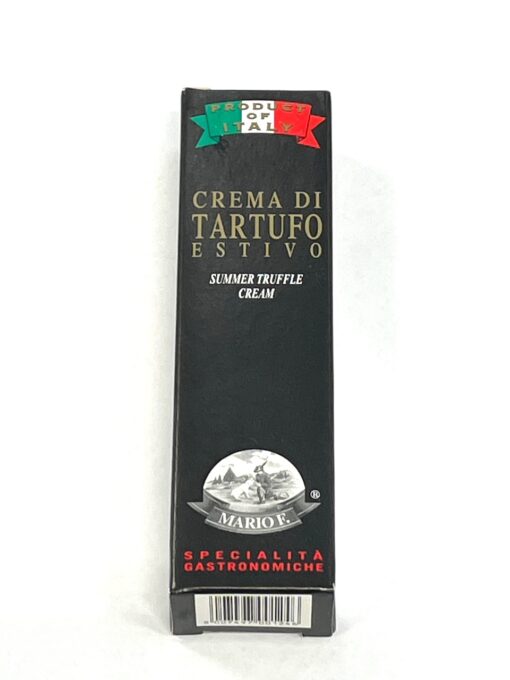 PRODUCT
OF
ITALY
CREMA DI
TARTUFO
ESTIVO
SUMMER TRUFFLE
CREAM
®
MARIO F.
SPECIALITÀ
GASTRONOMICHE